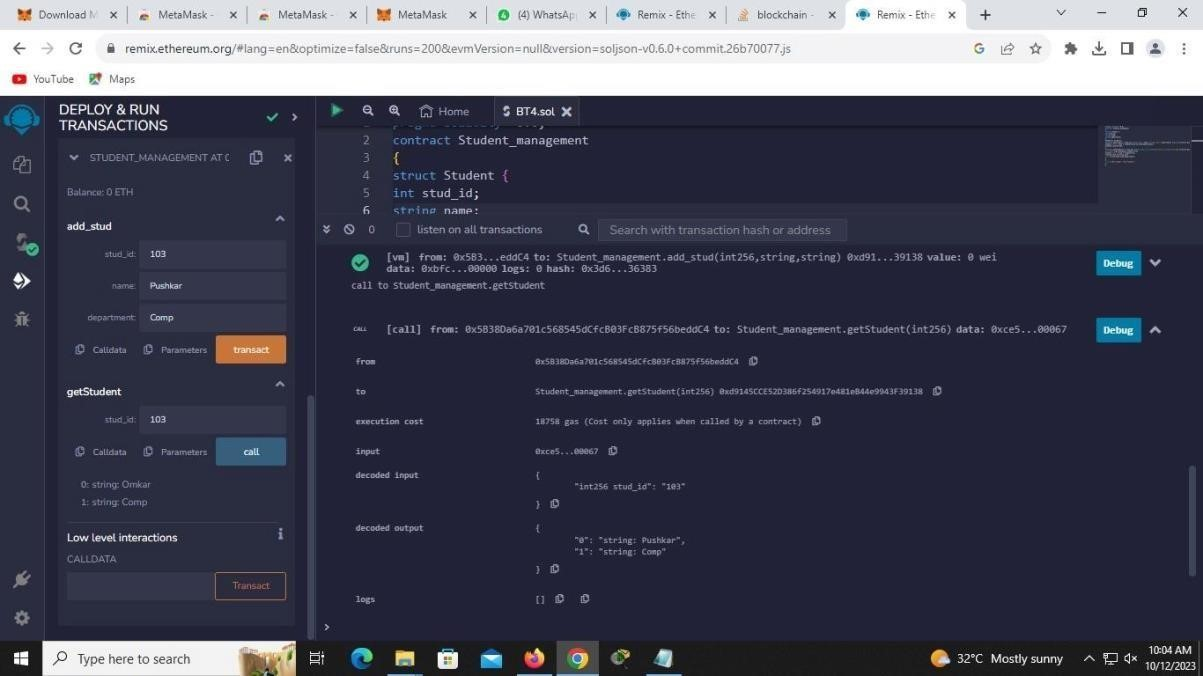 Download M
MetaMask -
MetaMask -
MetaMask
(4) WhatsAp
Remix - Ethe
blockchain -
Remix - Ethe
remix.ethereum.org/#lang=en&optimize=false&runs=200&evmVersion=null&version=soljson-v0.6.0+commit.26b70077.js
YouTube Maps
DEPLOY & RUN
TRANSACTIONS
STUDENT_MANAGEMENT AT
Balance: 0 ETH
add_stud
stud_id: 103
name: Pushkar
department: Comp
Calldata Parameters transact
getStudent
stud_id: 103
Calldata Parameters call
0: string: Omkar
1: string: Comp
Low level interactions
CALLDATA
Transact
Home
BT4.sol
2 contract Student_management
3 {
4 struct Student {
5 int stud_id;
6 string name;
0 listen on all transactions
Search with transaction hash or address
[vm] from: 0x5B3...eddC4 to: Student_management.add_stud(int256,string,string) 0xd91...39138 value: 0 wei
data: 0xbfc...00000 logs: 0 hash: 0x3d6...36383
Debug
call to Student_management.getStudent
CALL [call] from: 0x5B38Da6a701c568545dCfcB03FcB875f56beddC4 to: Student_management.getStudent(int256) data: 0xce5...00067
Debug
from 0x5B38Da6a701c568545dCfcB03FcB875f56beddC4
to Student_management.getStudent(int256) 0xd9145CCE52D386f254917e481eB44e9943F39138
execution cost 18758 gas (Cost only applies when called by a contract)
input 0xce5...00067
decoded input {
"int256 stud_id": "103"
}
decoded output {
"0": "string: Pushkar",
"1": "string: Comp"
}
logs []
>
Type here to search
32°C Mostly sunny
10:04 AM
10/12/2023